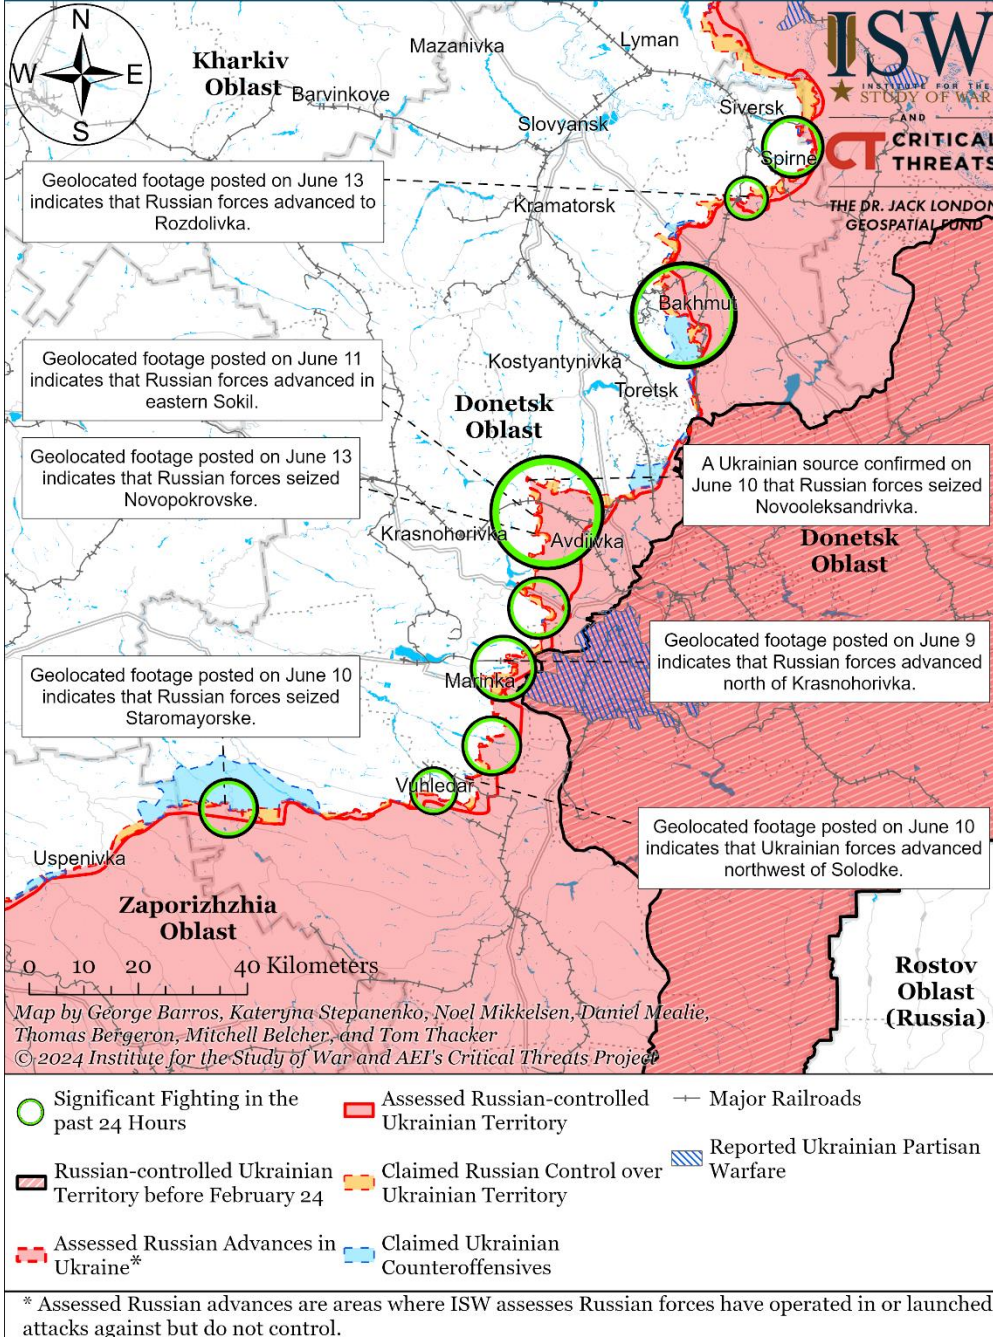 N
W
E
S
Kharkiv
Oblast
Mazanivka
Lyman
Barvinkove
Slovyansk
Siversk
ISW
INSTITUTE FOR THE
STUDY OF WAR
AND
CT CRITICAL
THREATS
THE DR. JACK LONDON
GEOSPATIAL FUND
Spirne
Geolocated footage posted on June 13
indicates that Russian forces advanced to
Rozdolivka.
Kramatorsk
Bakhmut
Geolocated footage posted on June 11
indicates that Russian forces advanced in
eastern Sokil.
Kostyantynivka
Toretsk
Donetsk
Oblast
Geolocated footage posted on June 13
indicates that Russian forces seized
Novopokrovske.
A Ukrainian source confirmed on
June 10 that Russian forces seized
Novooleksandrivka.
Krasnohorivka
Avdiivka
Donetsk
Oblast
Geolocated footage posted on June 9
indicates that Russian forces advanced
north of Krasnohorivka.
Geolocated footage posted on June 10
indicates that Russian forces seized
Staromayorske.
Marinka
Vuhledar
Geolocated footage posted on June 10
indicates that Ukrainian forces advanced
northwest of Solodke.
Uspenivka
Zaporizhzhia
Oblast
Rostov
Oblast
(Russia)
0 10 20 40 Kilometers
Map by George Barros, Kateryna Stepanenko, Noel Mikkelsen, Daniel Mealie,
Thomas Bergeron, Mitchell Belcher, and Tom Thacker
© 2024 Institute for the Study of War and AEI's Critical Threats Project
Significant Fighting in the
past 24 Hours
Russian-controlled Ukrainian
Territory before February 24
Assessed Russian Advances in
Ukraine*
Assessed Russian-controlled
Ukrainian Territory
Claimed Russian Control over
Ukrainian Territory
Claimed Ukrainian
Counteroffensives
Major Railroads
Reported Ukrainian Partisan
Warfare
* Assessed Russian advances are areas where ISW assesses Russian forces have operated in or launched
attacks against but do not control.